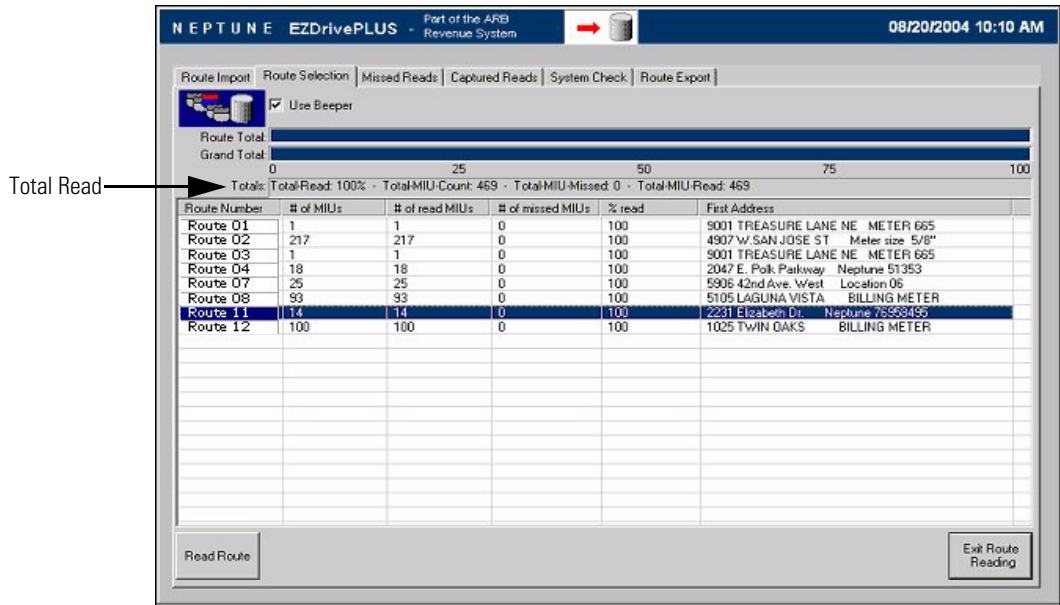 NEPTUNE EZDrivePLUS - Part of the ARB Revenue System 08/20/2004 10:10 AM
Route Import Route Selection Missed Reads Captured Reads System Check Route Export
Use Beeper
Route Total:
Grand Total:
0 25 50 75 100
Total Read
Totals: Total-Read: 100% - Total-MIU-Count: 469 - Total-MIU-Missed: 0 - Total-MIU-Read: 469
Route Number # of MIUs # of read MIUs # of missed MIUs % read First Address
Route 01 1 1 0 100 9001 TREASURE LANE NE METER 665
Route 02 217 217 0 100 4907 W.SAN JOSE ST Meter size 5/8"
Route 03 1 1 0 100 9001 TREASURE LANE NE METER 665
Route 04 18 18 0 100 2047 E. Polk Parkway Neptune 51353
Route 07 25 25 0 100 5906 42nd Ave. West Location 06
Route 08 93 93 0 100 5105 LAGUNA VISTA BILLING METER
Route 11 14 14 0 100 2231 Elizabeth Dr. Neptune 76958495
Route 12 100 100 0 100 1025 TWIN OAKS BILLING METER
Read Route
Exit Route Reading